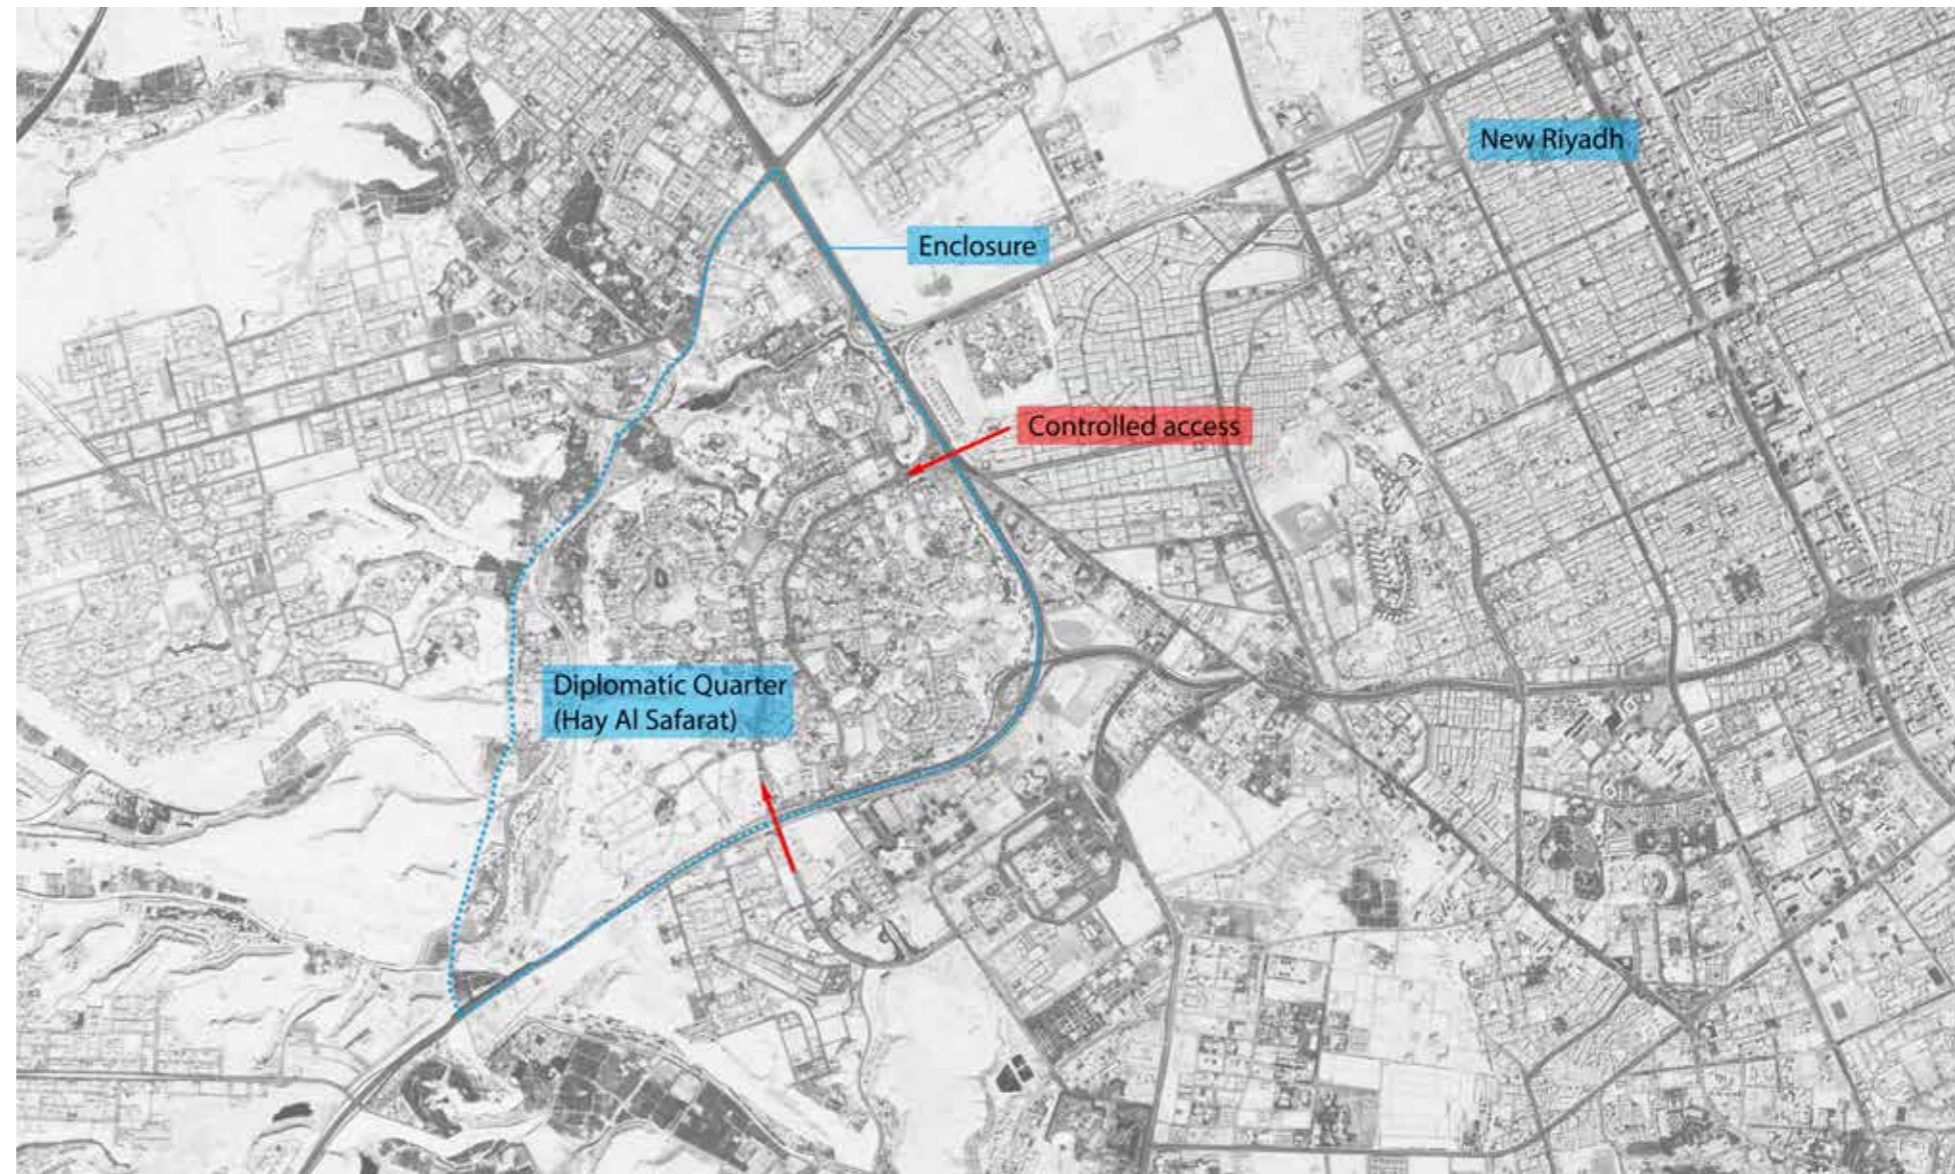 New Riyadh
Enclosure
Controlled access
Diplomatic Quarter
(Hay Al Safarat)